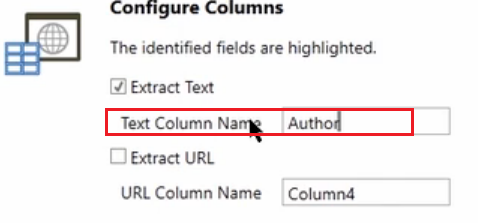 Configure Columns
The identified fields are highlighted.
Extract Text
Text Column Name Author
Extract URL
URL Column Name Column4